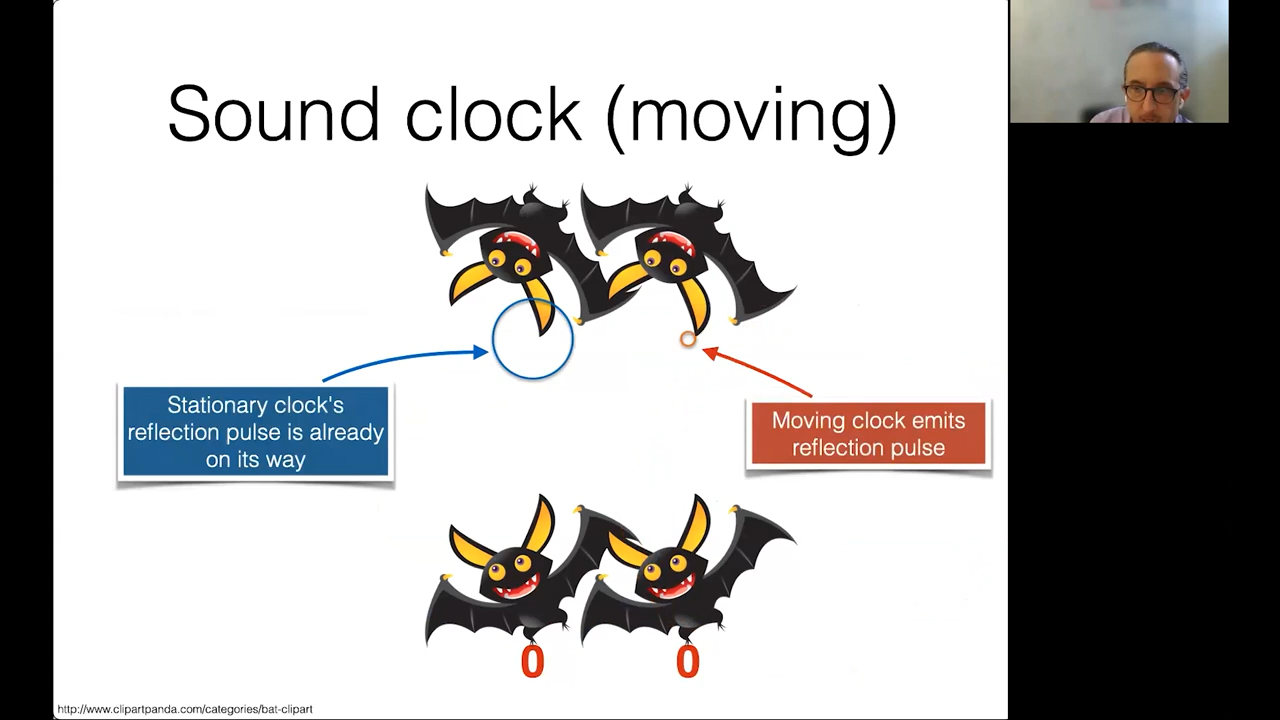 Sound clock (moving)
Stationary clock's
reflection pulse is already
on its way
Moving clock emits
reflection pulse
0 0
http://www.clipartpanda.com/categories/bat-clipart